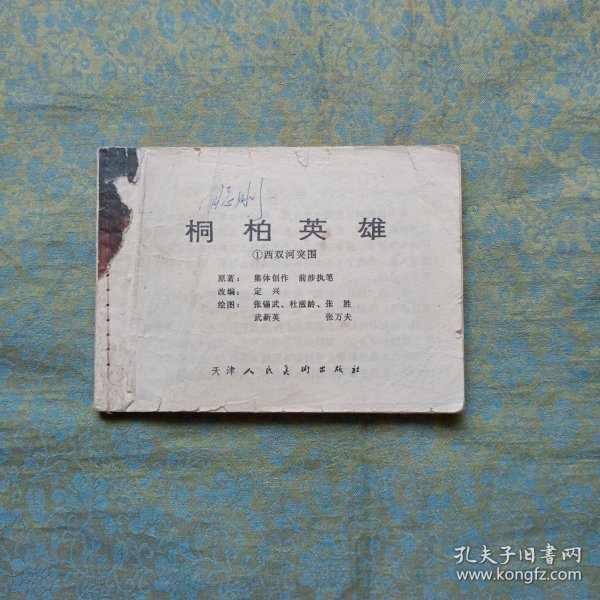 桐柏英雄
①西双河突围
原著： 集体创作 前涉执笔
改编： 定 兴
绘图： 张锡武、杜滋龄、张 胜
武新英 张万夫
天津人民美術出版社
孔夫子旧书网
www.kongfz.com